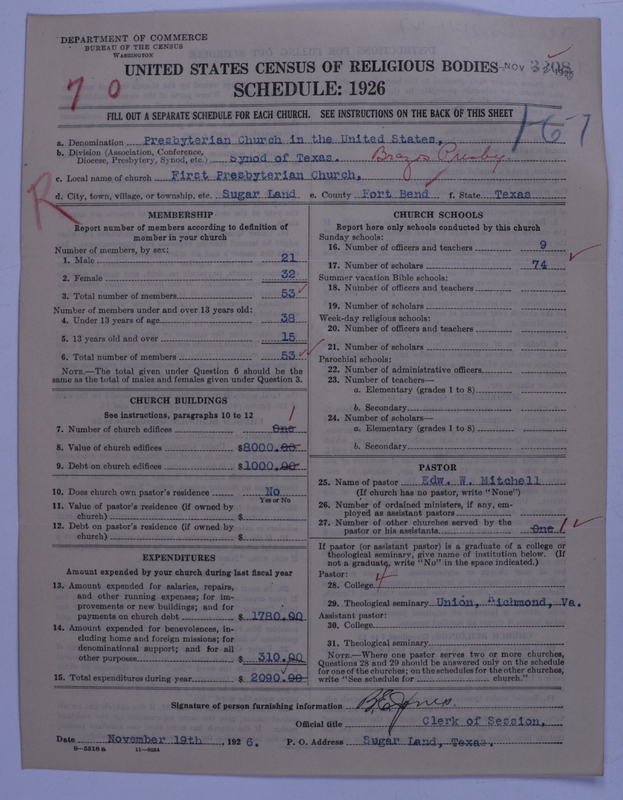 DEPARTMENT OF COMMERCE
BUREAU OF THE CENSUS
WASHINGTON
NOV
UNITED STATES CENSUS OF RELIGIOUS BODIES
70
SCHEDULE: 1926
FILL OUT A SEPARATE SCHEDULE FOR EACH CHURCH. SEE INSTRUCTIONS ON THE BACK OF THIS SHEET
167
a. Denomination Presbyterian Church in the United States,
b. Division (Association, Conference,
Diocese, Presbytery, Synod, etc.) Synod of Texas. Brazos Presby
c. Local name of church First Presbyterian Church,
R
d. City, town, village, or township, etc. Sugar Land e. County Fort Bend f. State Texas
MEMBERSHIP
Report number of members according to definition of
member in your church
Number of members, by sex:
1. Male 21
2. Female 32
3. Total number of members 53
Number of members under and over 13 years old:
4. Under 13 years of age 38
5. 13 years old and over 15
6. Total number of members 53
NOTE.—The total given under Question 6 should be the
same as the total of males and females given under Question 3.
CHURCH BUILDINGS
See instructions, paragraphs 10 to 12
7. Number of church edifices One 1
8. Value of church edifices $8000.00
9. Debt on church edifices $1000.00
10. Does church own pastor's residence No
Yes or No
11. Value of pastor's residence (if owned by
church) $
12. Debt on pastor's residence (if owned by
church) $
EXPENDITURES
Amount expended by your church during last fiscal year
13. Amount expended for salaries, repairs,
and other running expenses; for im-
provements or new buildings; and for
payments on church debt $ 1780.00
14. Amount expended for benevolences, in-
cluding home and foreign missions; for
denominational support; and for all
other purposes $ 310.00
15. Total expenditures during year $ 2090.00
CHURCH SCHOOLS
Report here only schools conducted by this church
Sunday schools:
16. Number of officers and teachers 9
17. Number of scholars 74
Summer vacation Bible schools:
18. Number of officers and teachers
19. Number of scholars
Week-day religious schools:
20. Number of officers and teachers
21. Number of scholars
Parochial schools:
22. Number of administrative officers
23. Number of teachers—
a. Elementary (grades 1 to 8)
b. Secondary
24. Number of scholars—
a. Elementary (grades 1 to 8)
b. Secondary
PASTOR
25. Name of pastor Edw. W. Mitchell
(If church has no pastor, write "None")
26. Number of ordained ministers, if any, em-
ployed as assistant pastors
27. Number of other churches served by the
pastor or his assistants One 1
If pastor (or assistant pastor) is a graduate of a college or
theological seminary, give name of institution below. (If
not a graduate, write "No" in the space indicated.)
Pastor:
28. College
29. Theological seminary Union, Richmond, Va.
Assistant pastor:
30. College
31. Theological seminary
NOTE.—Where one pastor serves two or more churches,
Questions 28 and 29 should be answered only on the schedule
for one of the churches; on the schedules for the other churches,
write "See schedule for church."
Signature of person furnishing information B.E. Jones
Official title Clerk of Session,
Date November 19th, 1926. P. O. Address Sugar Land, Texas.
8-5518a 11-9284